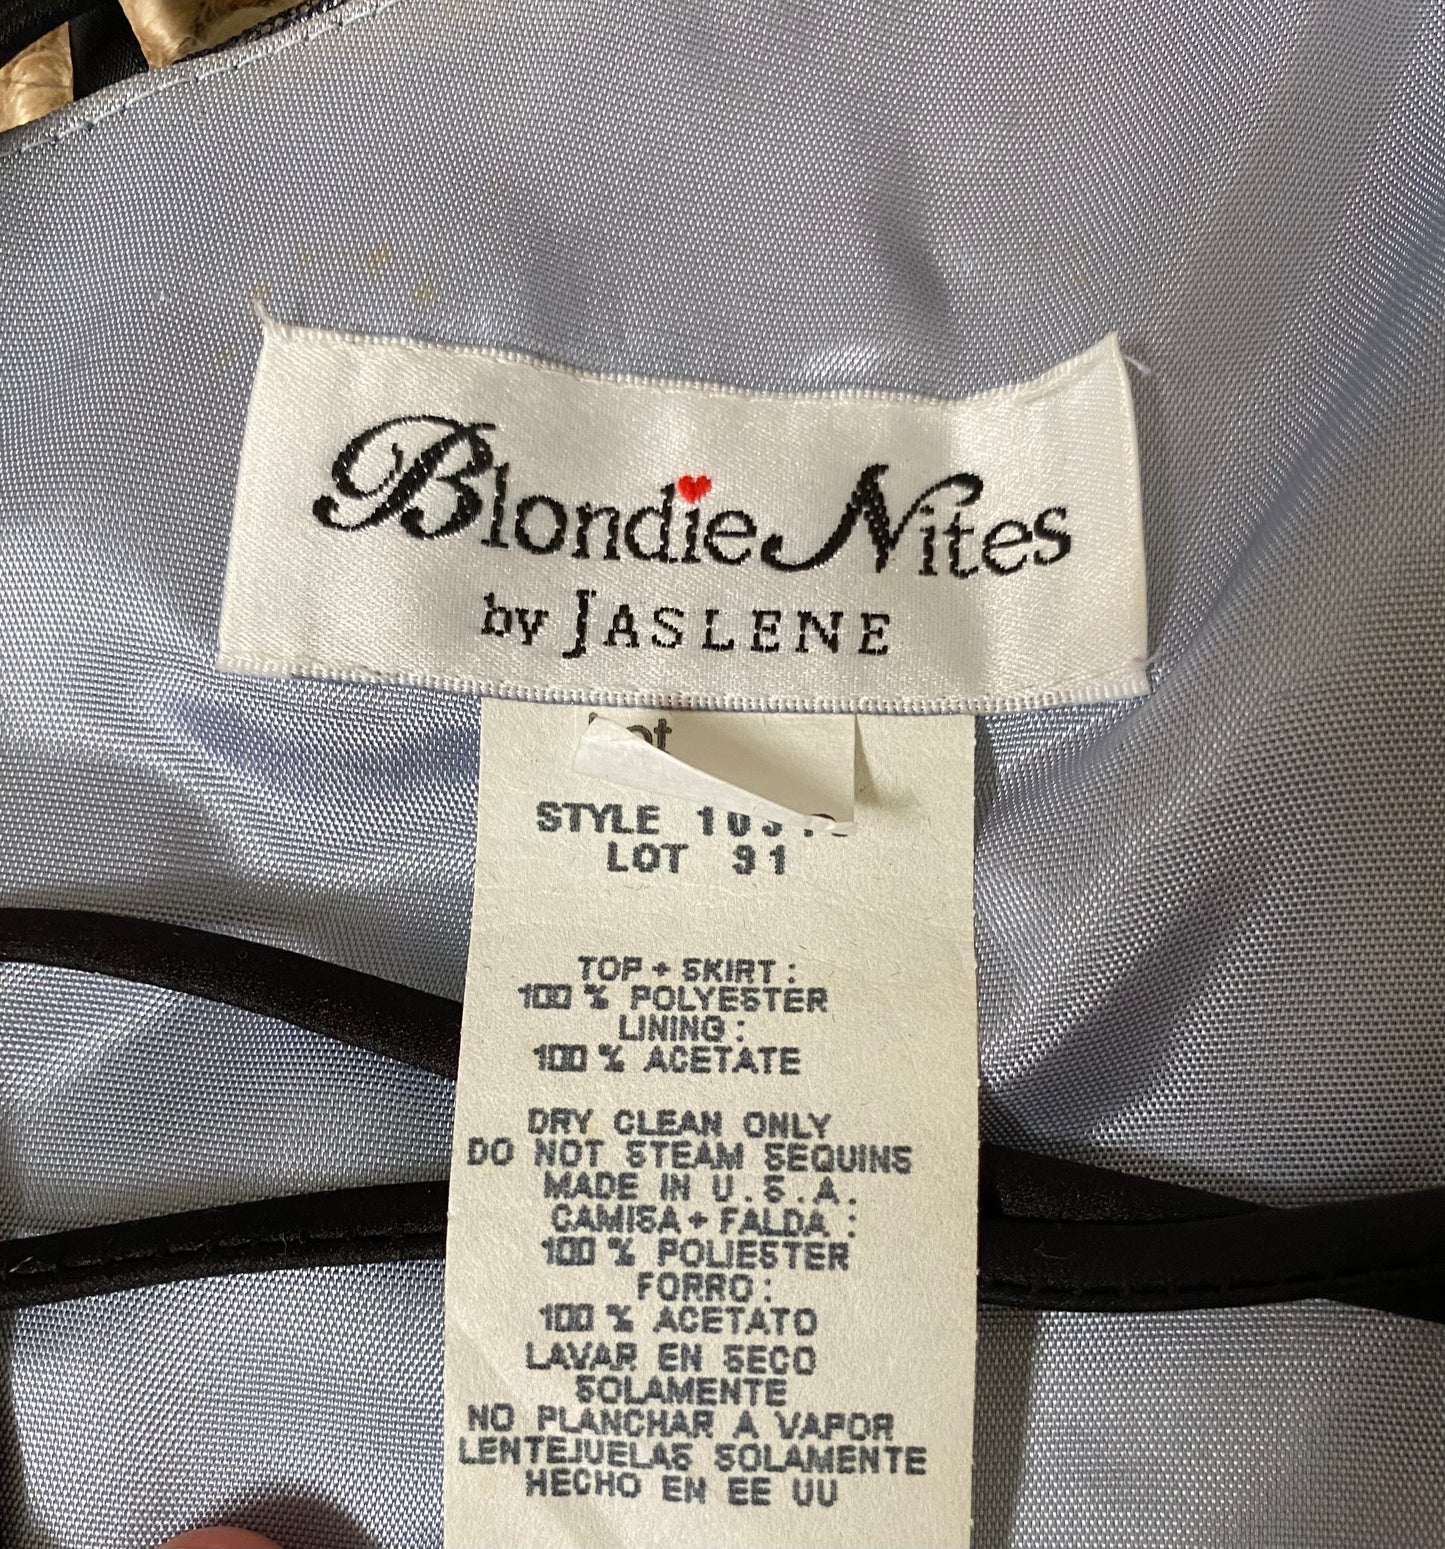 Blondie Nites
by JASLENE
STYLE
LOT 31
TOP + SKIRT :
100 % POLYESTER
LINING :
100 % ACETATE
DRY CLEAN ONLY
DO NOT STEAM SEQUINS
MADE IN U.S.A.
CAMISA + FALDA :
100 % POLIESTER
FORRO :
100 % ACETATO
LAVAR EN SECO
SOLAMENTE
NO PLANCHAR A VAPOR
LENTEJUELAS SOLAMENTE
HECHO EN EE UU